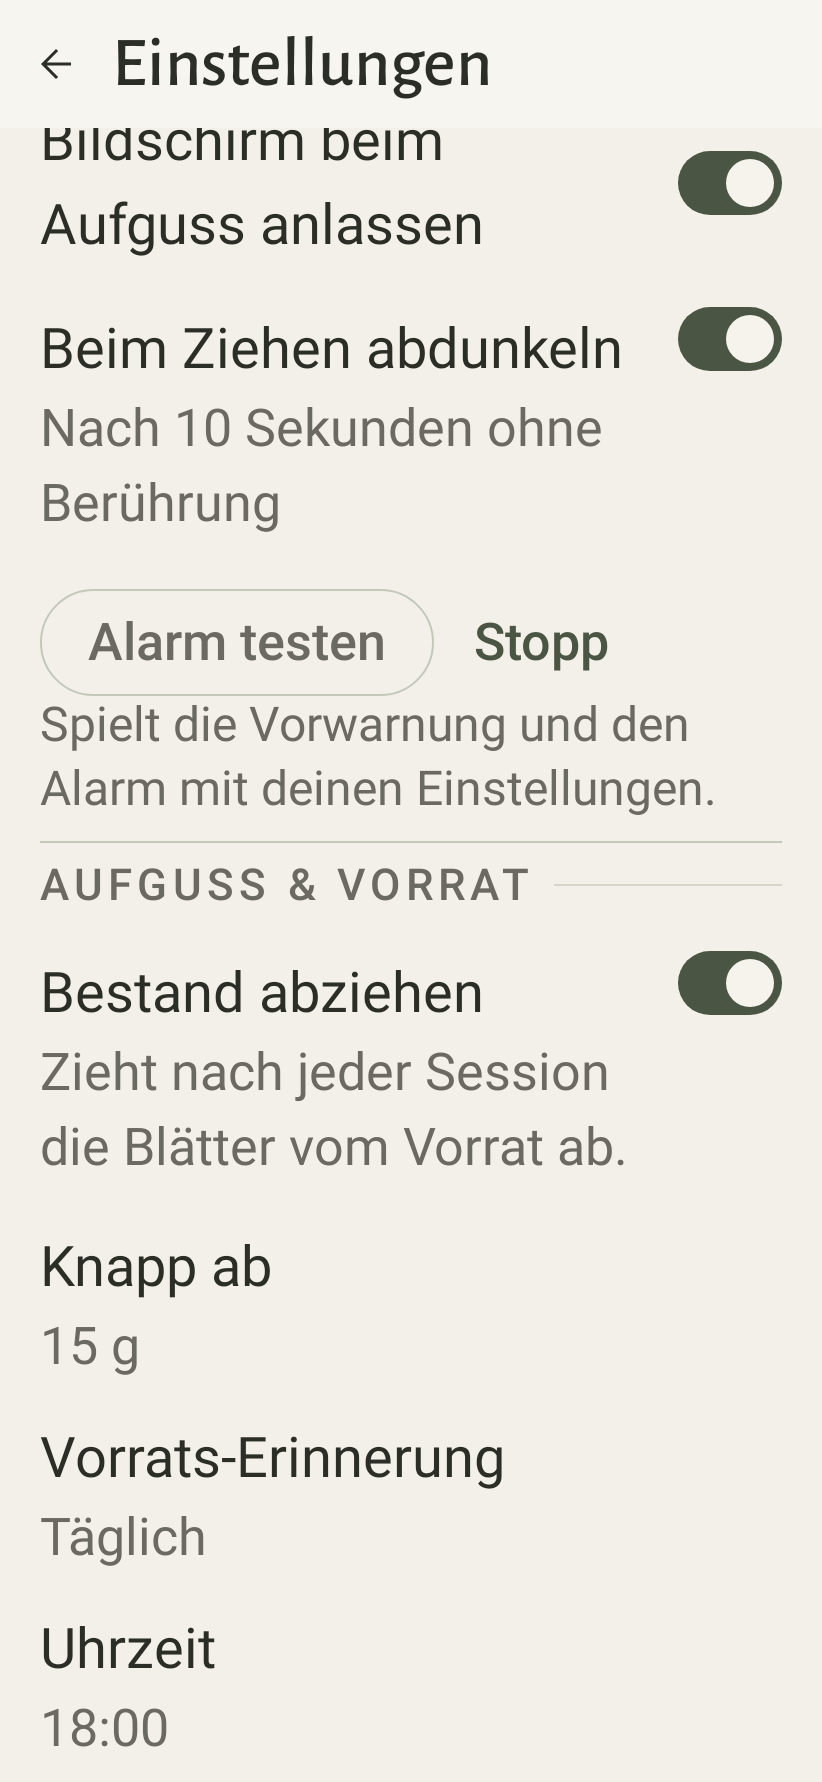 Einstellungen
Bildschirm beim
Aufguss anlassen
Beim Ziehen abdunkeln
Nach 10 Sekunden ohne
Berührung
Alarm testen
Stopp
Spielt die Vorwarnung und den
Alarm mit deinen Einstellungen.
AUFGUSS & VORRAT
Bestand abziehen
Zieht nach jeder Session
die Blätter vom Vorrat ab.
Knapp ab
15 g
Vorrats-Erinnerung
Täglich
Uhrzeit
18:00